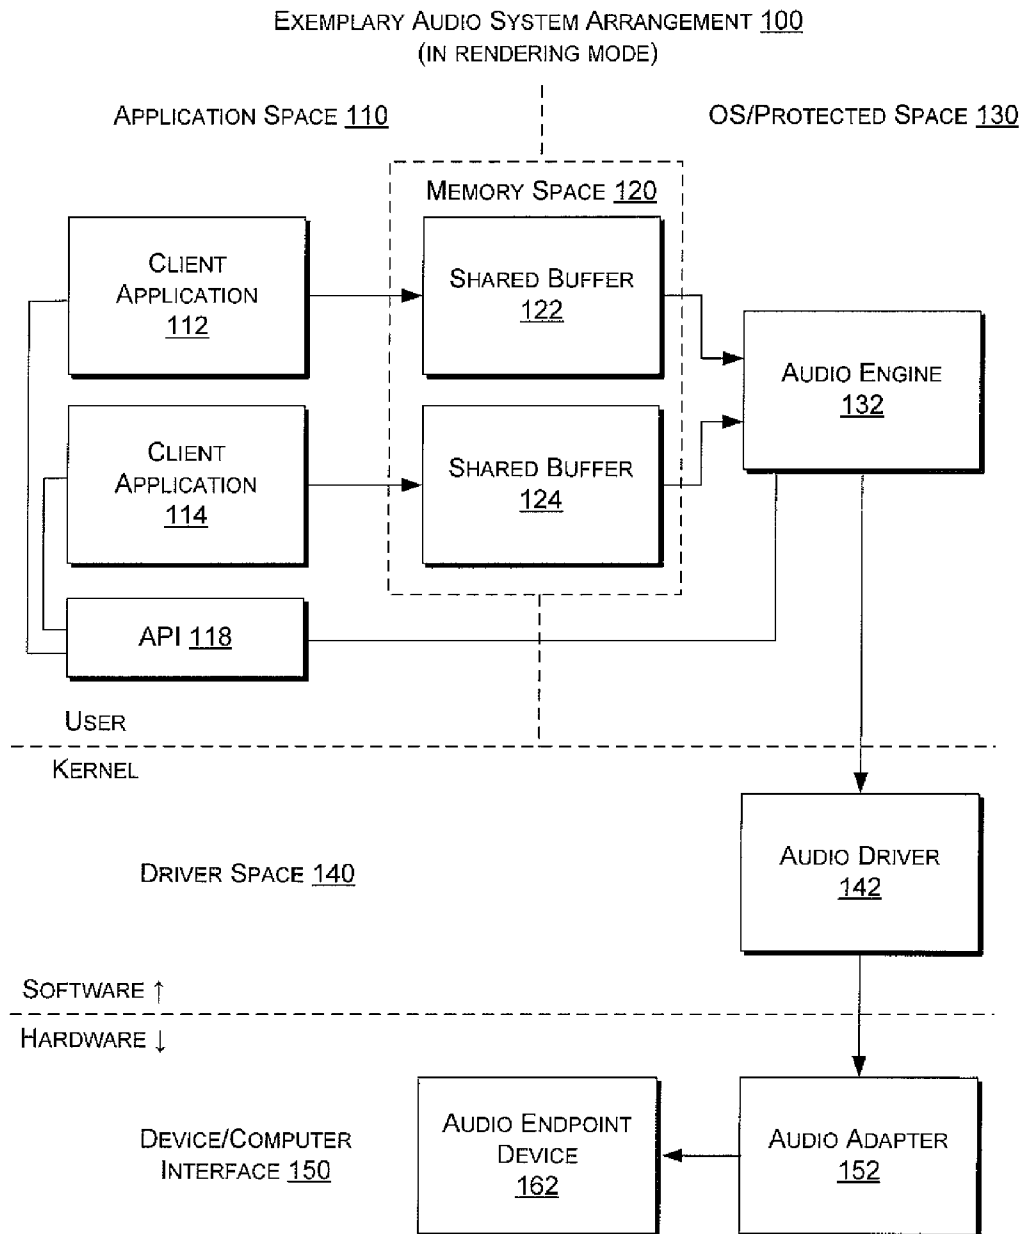 EXEMPLARY AUDIO SYSTEM ARRANGEMENT 100
(IN RENDERING MODE)
APPLICATION SPACE 110
OS/PROTECTED SPACE 130
MEMORY SPACE 120
CLIENT
APPLICATION
112
SHARED BUFFER
122
AUDIO ENGINE
132
CLIENT
APPLICATION
114
SHARED BUFFER
124
API 118
USER
KERNEL
DRIVER SPACE 140
AUDIO DRIVER
142
SOFTWARE ↑
HARDWARE ↓
DEVICE/COMPUTER
INTERFACE 150
AUDIO ENDPOINT
DEVICE
162
AUDIO ADAPTER
152